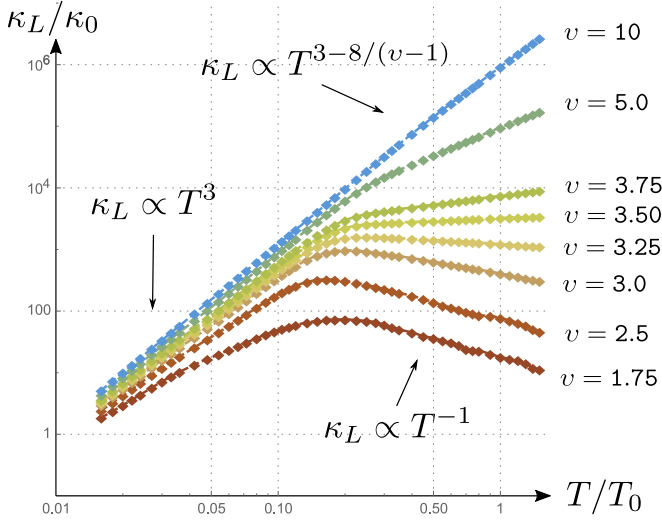 κ_L/κ_0
10^6
10^4
100
1
κ_L ∝ T^{3−8/(υ−1)}
κ_L ∝ T^3
κ_L ∝ T^{−1}
υ = 10
υ = 5.0
υ = 3.75
υ = 3.50
υ = 3.25
υ = 3.0
υ = 2.5
υ = 1.75
0.01 0.05 0.10 0.50 1
T/T_0